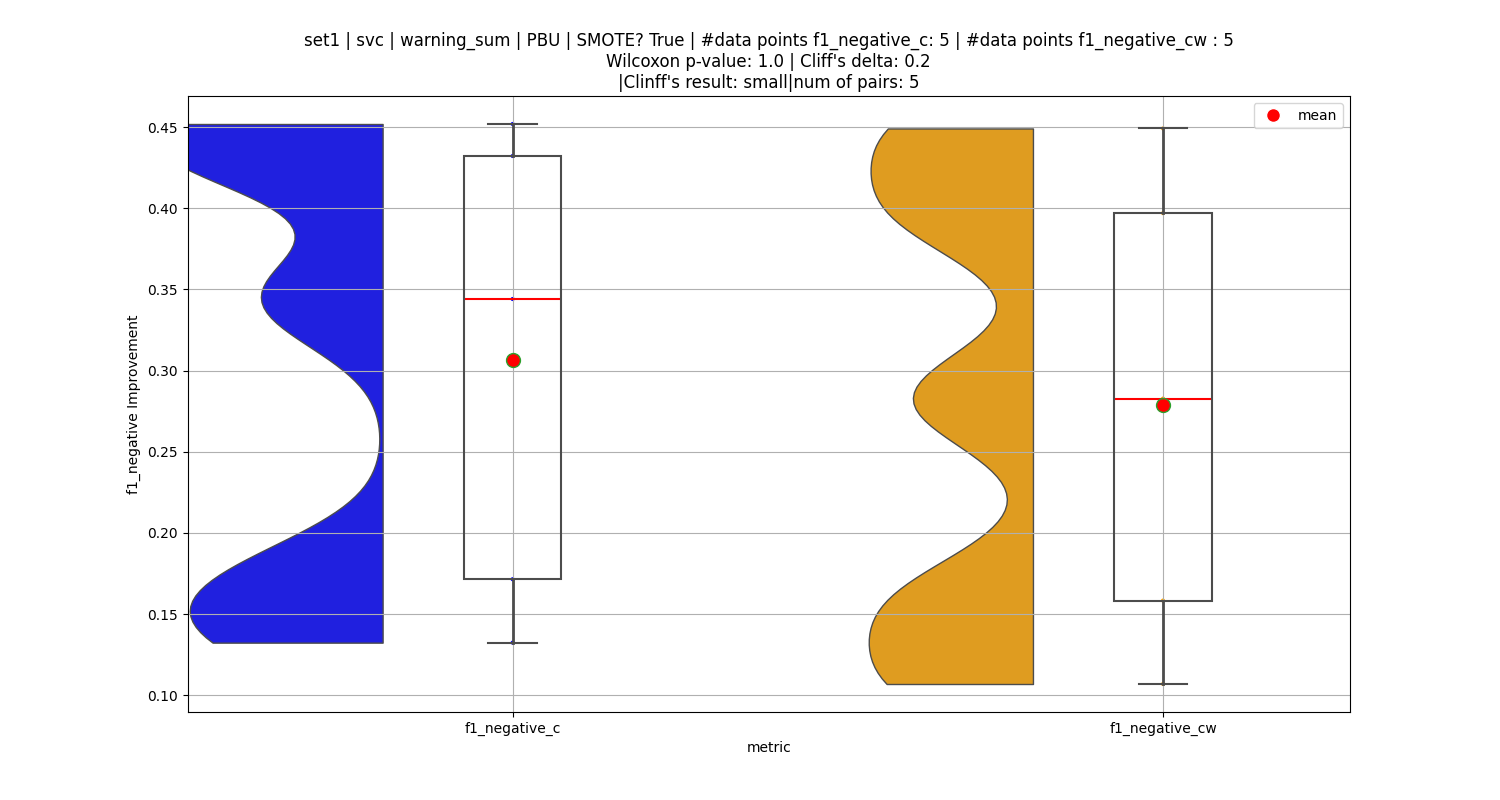 set1 | svc | warning_sum | PBU | SMOTE? True | #data points f1_negative_c: 5 | #data points f1_negative_cw : 5
Wilcoxon p-value: 1.0 | Cliff's delta: 0.2
|Clinff's result: small|num of pairs: 5
mean
0.45
0.40
0.35
0.30
0.25
0.20
0.15
0.10
f1_negative Improvement
f1_negative_c
f1_negative_cw
metric